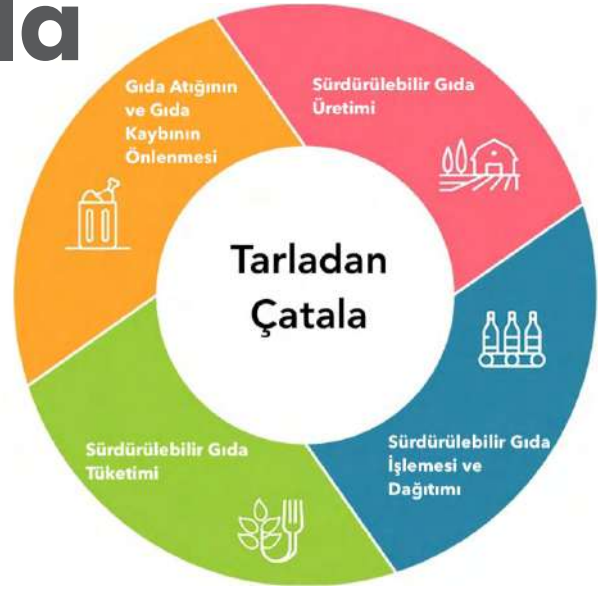 la
Gıda Atığının
ve Gıda
Kaybının
Önlenmesi
Sürdürülebilir Gıda
Üretimi
Tarladan
Çatala
Sürdürülebilir Gıda
İşlemesi ve
Dağıtımı
Sürdürülebilir Gıda
Tüketimi